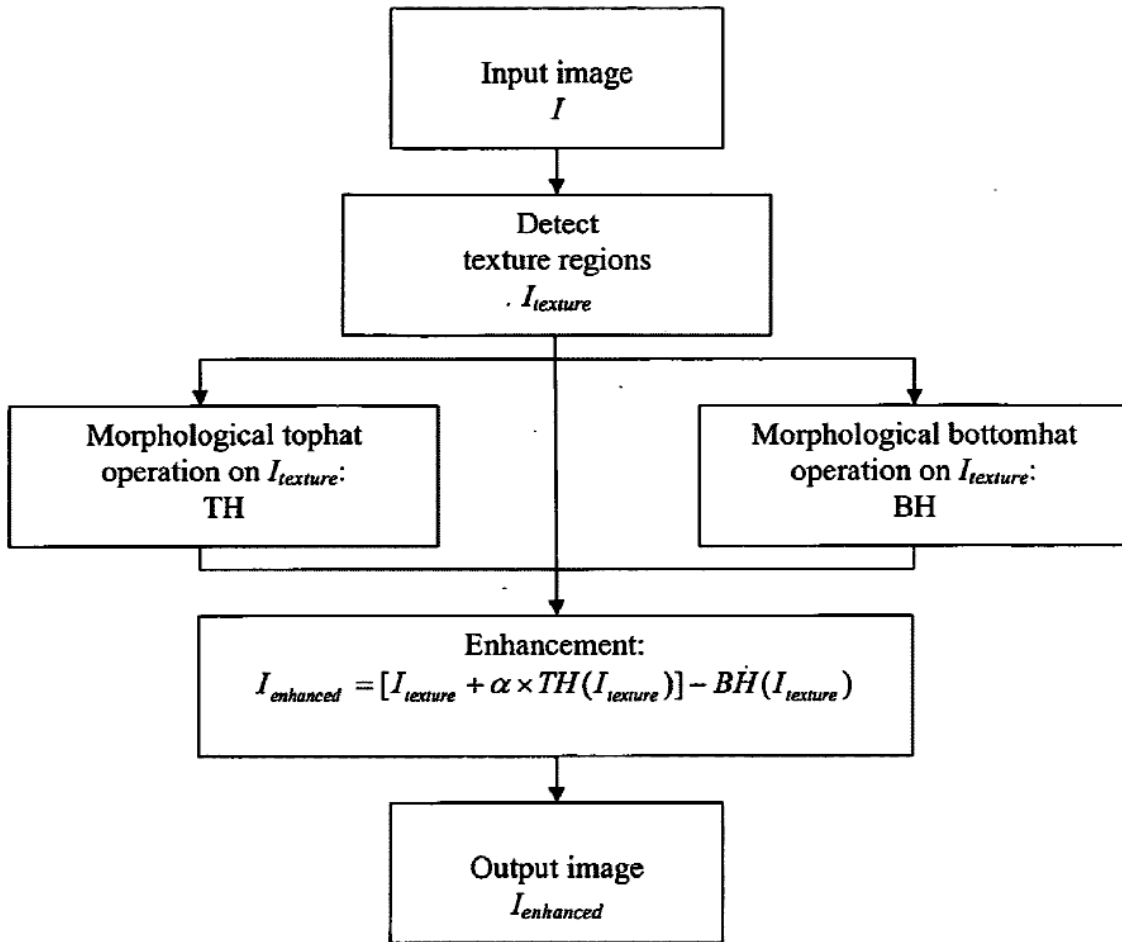 Input image
I
Detect
texture regions
I_texture
Morphological tophat
operation on I_texture:
TH
Morphological bottomhat
operation on I_texture:
BH
Enhancement:
I_enhanced = [I_texture + α × TH(I_texture)] − BH(I_texture)
Output image
I_enhanced